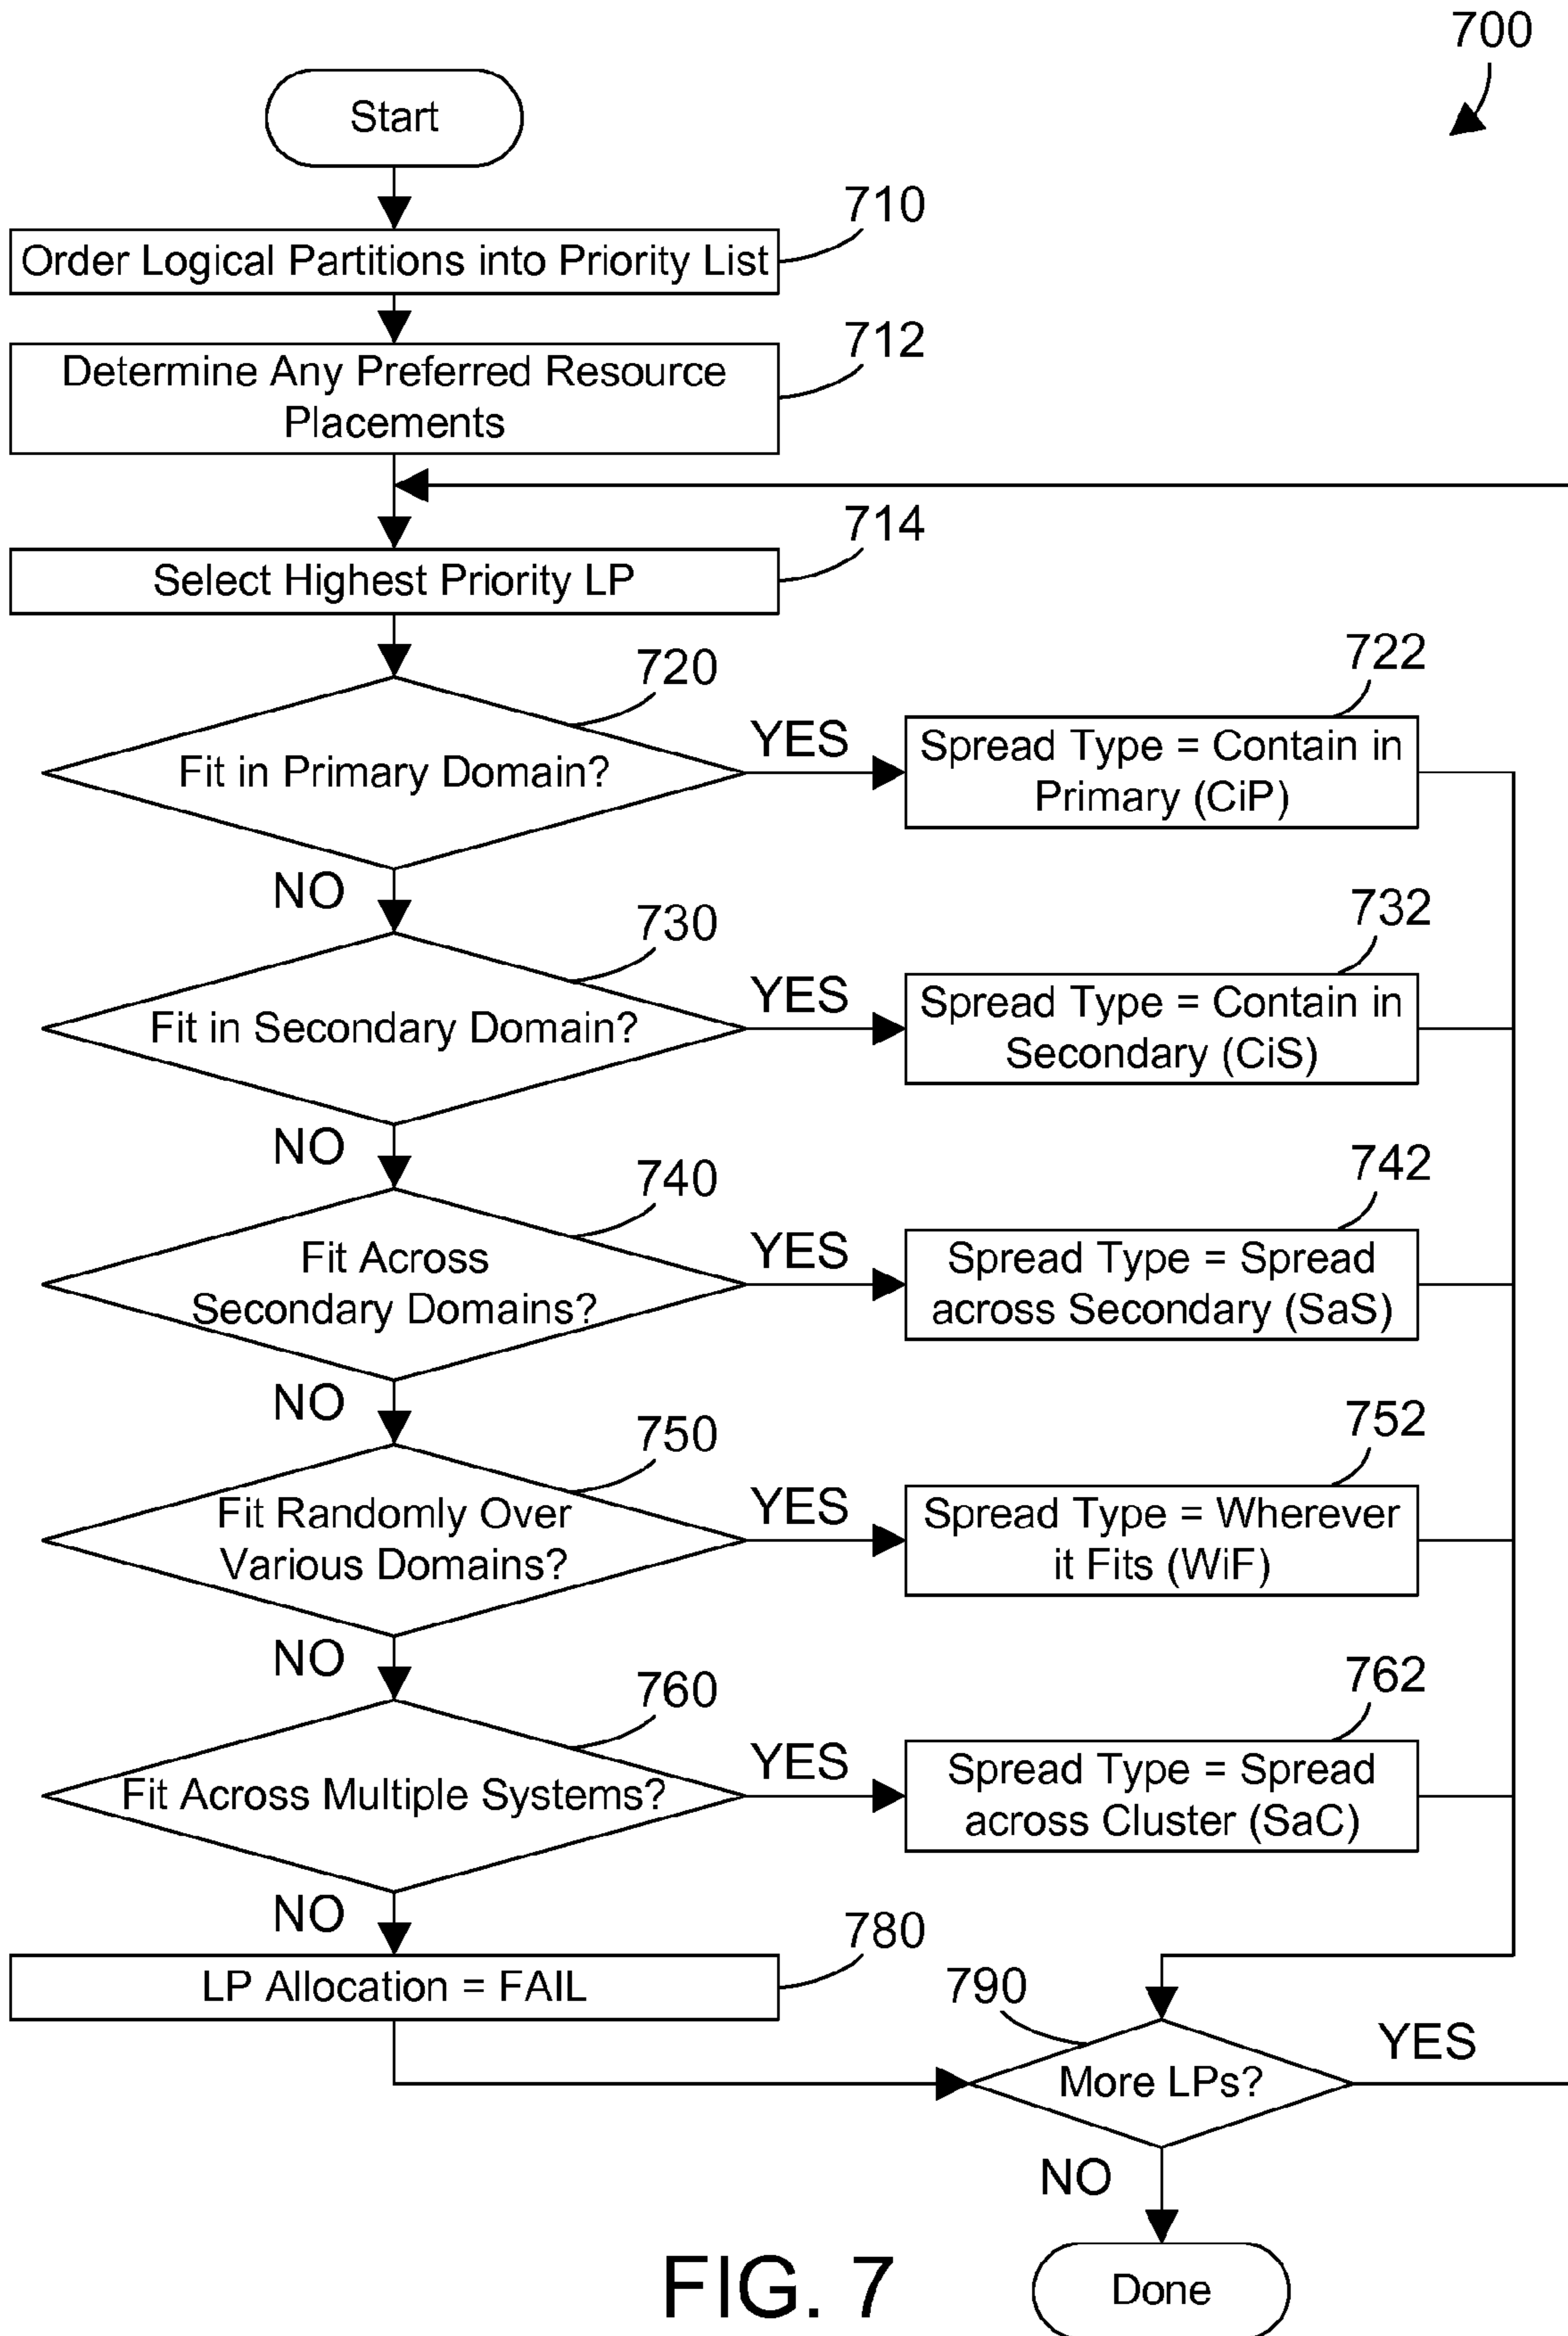 700
Start
710
Order Logical Partitions into Priority List
712
Determine Any Preferred Resource
Placements
714
Select Highest Priority LP
720
Fit in Primary Domain?
YES
722
Spread Type = Contain in
Primary (CiP)
NO
730
Fit in Secondary Domain?
YES
732
Spread Type = Contain in
Secondary (CiS)
NO
740
Fit Across
Secondary Domains?
YES
742
Spread Type = Spread
across Secondary (SaS)
NO
750
Fit Randomly Over
Various Domains?
YES
752
Spread Type = Wherever
it Fits (WiF)
NO
760
Fit Across Multiple Systems?
YES
762
Spread Type = Spread
across Cluster (SaC)
NO
780
LP Allocation = FAIL
790
More LPs?
YES
NO
Done
FIG. 7